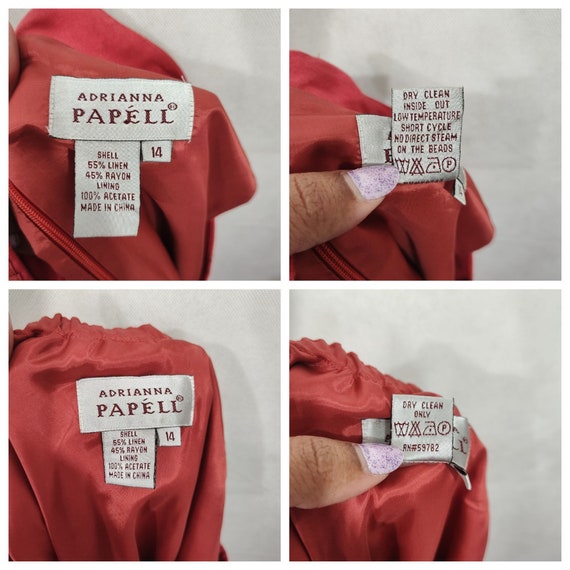 ADRIANNA
PAPÉLL®
14
SHELL
55% LINEN
45% RAYON
LINING
100% ACETATE
MADE IN CHINA
DRY CLEAN
INSIDE OUT
LOW TEMPERATURE
SHORT CYCLE
NO DIRECT STEAM
ON THE BEADS
P
ADRIANNA
PAPÉLL®
14
SHELL
55% LINEN
45% RAYON
LINING
100% ACETATE
MADE IN CHINA
DRY CLEAN
ONLY
P
RN#59782